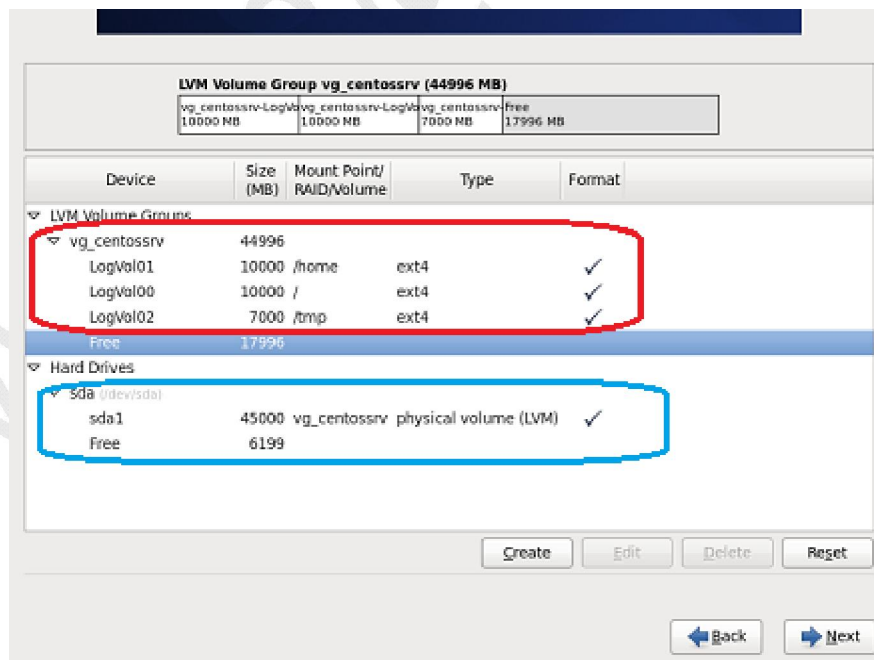 LVM Volume Group vg_centossrv (44996 MB)
vg_centossrv-LogVo vg_centossrv-LogVo vg_centossrv- Free
10000 MB 10000 MB 7000 MB 17996 MB
Device Size (MB) Mount Point/ RAID/Volume Type Format
LVM Volume Groups
vg_centossrv 44996
LogVol01 10000 /home ext4 ✓
LogVol00 10000 / ext4 ✓
LogVol02 7000 /tmp ext4 ✓
Free 17996
Hard Drives
sda (/dev/sda)
sda1 45000 vg_centossrv physical volume (LVM) ✓
Free 6199
Create Edit Delete Reset
Back Next